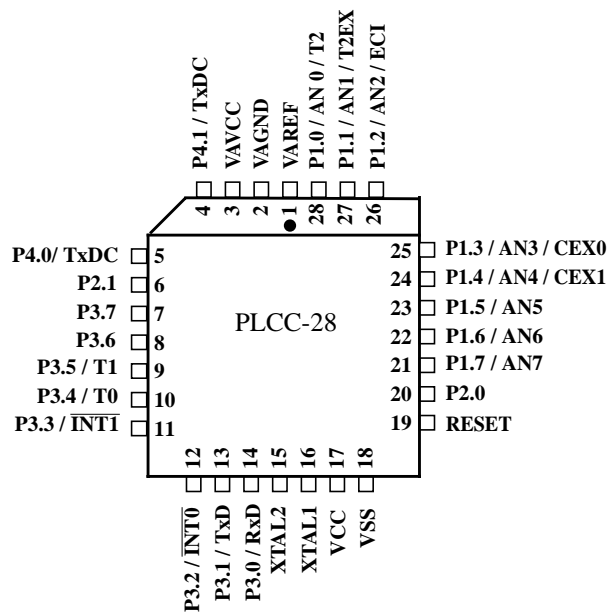 P4.1 / TxDC
VAVCC
VAGND
VAREF
P1.0 / AN 0 / T2
P1.1 / AN1 / T2EX
P1.2 / AN2 / ECI
4
3
2
1
28
27
26
P4.0/ TxDC
5
P2.1
6
P3.7
7
P3.6
8
P3.5 / T1
9
P3.4 / T0
10
P3.3 / INT1
11
PLCC-28
25
P1.3 / AN3 / CEX0
24
P1.4 / AN4 / CEX1
23
P1.5 / AN5
22
P1.6 / AN6
21
P1.7 / AN7
20
P2.0
19
RESET
12
13
14
15
16
17
18
P3.2 / INT0
P3.1 / TxD
P3.0 / RxD
XTAL2
XTAL1
VCC
VSS